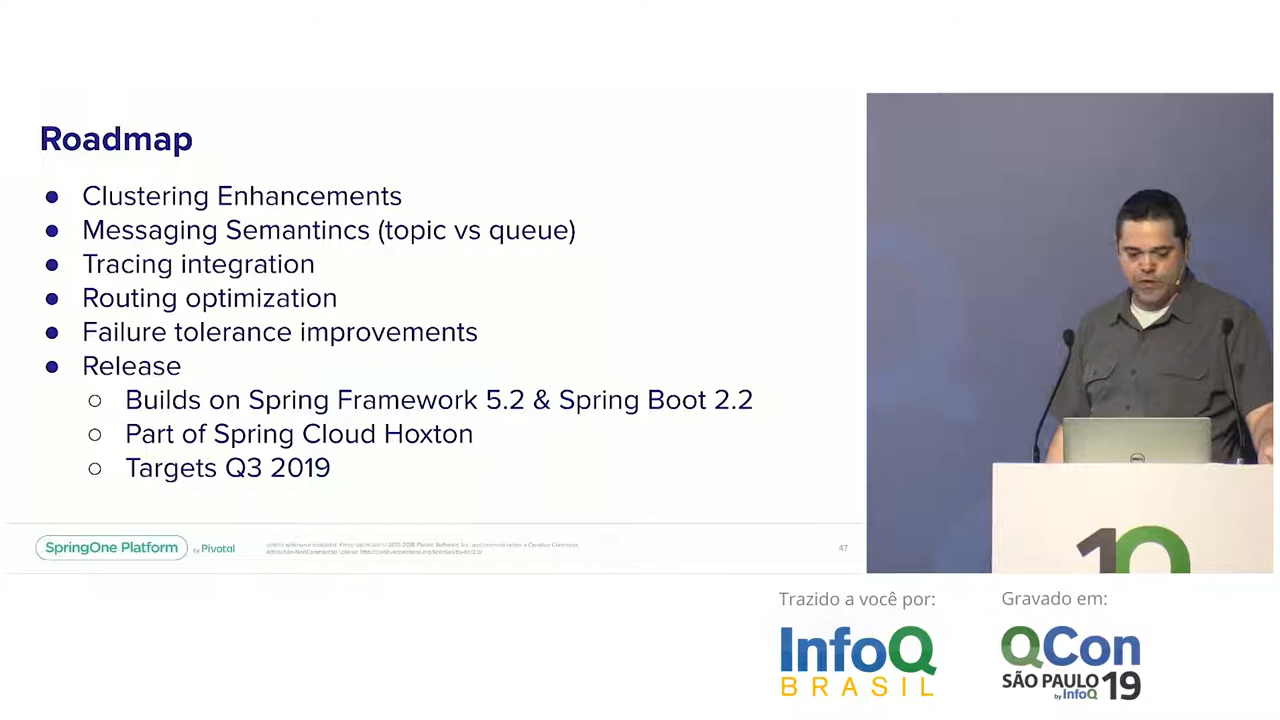 Roadmap
● Clustering Enhancements
● Messaging Semantincs (topic vs queue)
● Tracing integration
● Routing optimization
● Failure tolerance improvements
● Release
○ Builds on Spring Framework 5.2 & Spring Boot 2.2
○ Part of Spring Cloud Hoxton
○ Targets Q3 2019
SpringOne Platform by Pivotal
47
DELL
10
Trazido a você por:
InfoQ
BRASIL
Gravado em:
QCon
SÃO PAULO 19
by InfoQ